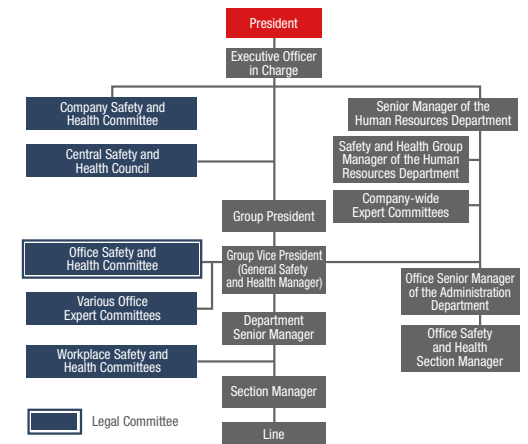 President
Executive Officer
in Charge
Company Safety and
Health Committee
Senior Manager of the
Human Resources Department
Central Safety and
Health Council
Safety and Health Group
Manager of the Human
Resources Department
Company-wide
Expert Committees
Group President
Office Safety and
Health Committee
Group Vice President
(General Safety
and Health Manager)
Office Senior Manager
of the Administration
Department
Various Office
Expert Committees
Department
Senior Manager
Office Safety
and Health
Section Manager
Workplace Safety and
Health Committees
Section Manager
Legal Committee
Line